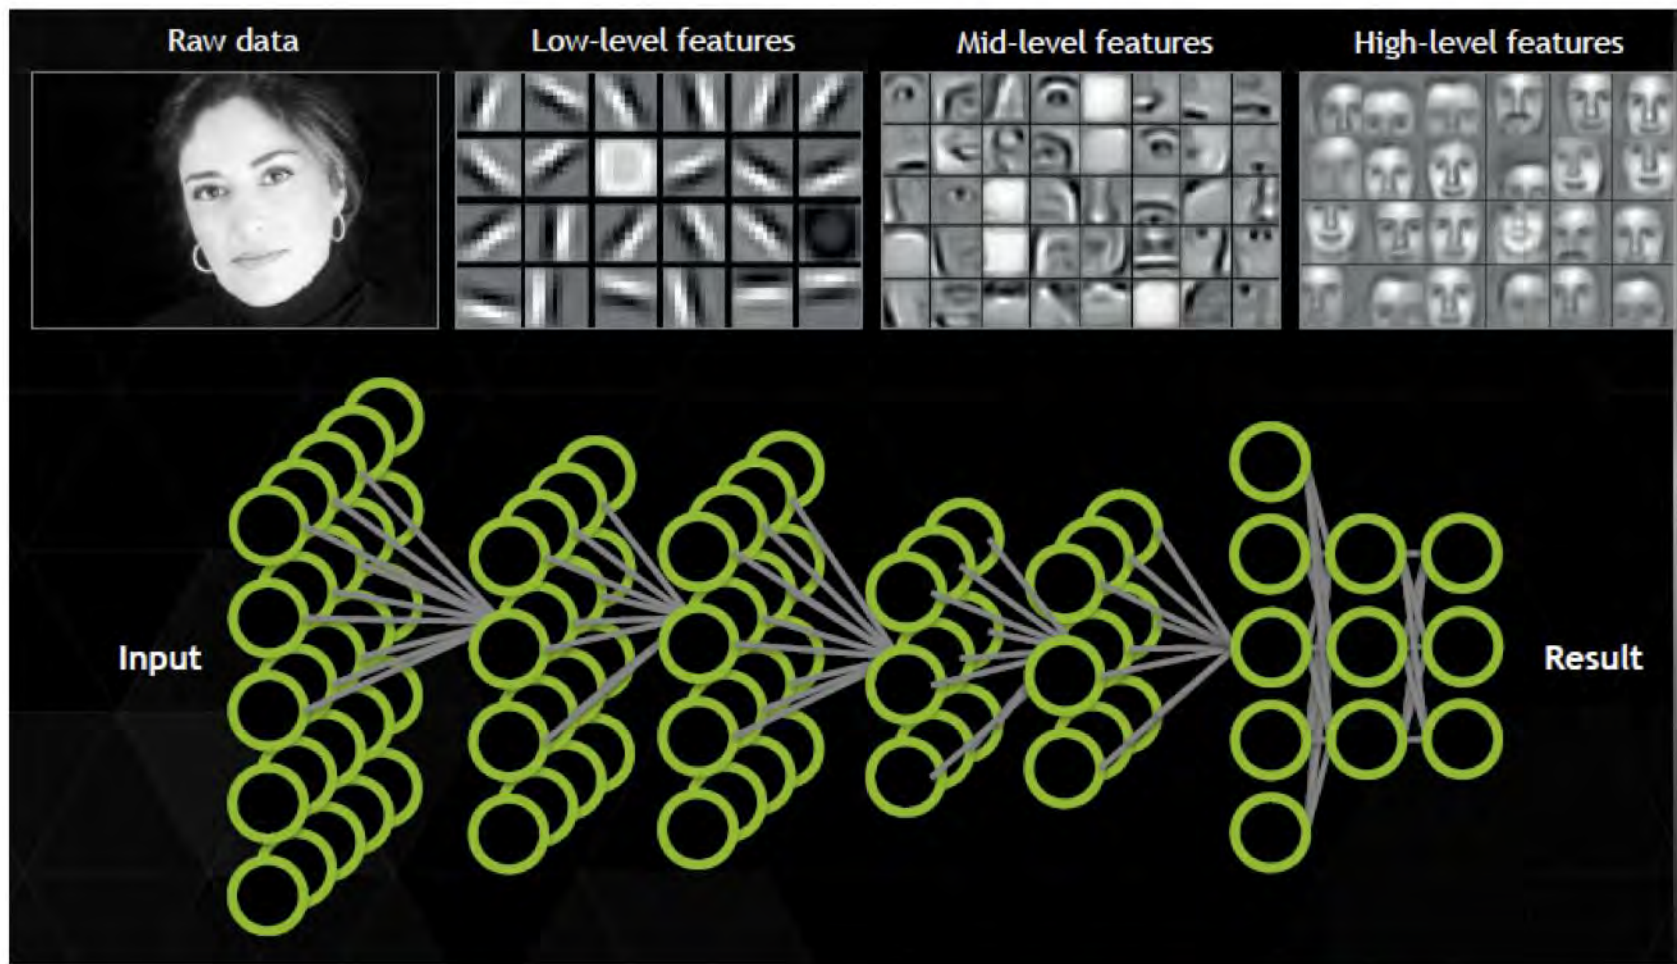 Raw data
Low-level features
Mid-level features
High-level features
Input
Result